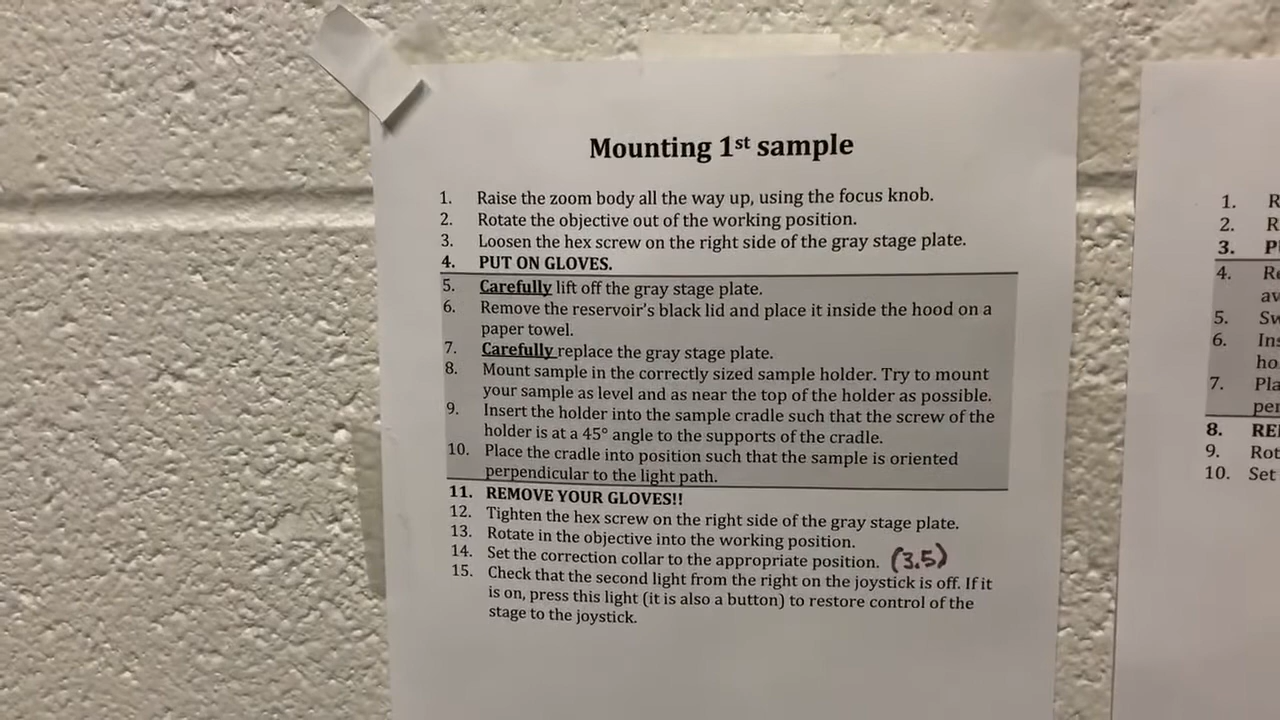 Mounting 1st sample
1. Raise the zoom body all the way up, using the focus knob.
2. Rotate the objective out of the working position.
3. Loosen the hex screw on the right side of the gray stage plate.
4. PUT ON GLOVES.
5. Carefully lift off the gray stage plate.
6. Remove the reservoir's black lid and place it inside the hood on a
paper towel.
7. Carefully replace the gray stage plate.
8. Mount sample in the correctly sized sample holder. Try to mount
your sample as level and as near the top of the holder as possible.
9. Insert the holder into the sample cradle such that the screw of the
holder is at a 45° angle to the supports of the cradle.
10. Place the cradle into position such that the sample is oriented
perpendicular to the light path.
11. REMOVE YOUR GLOVES!!
12. Tighten the hex screw on the right side of the gray stage plate.
13. Rotate in the objective into the working position.
14. Set the correction collar to the appropriate position. (3.5)
15. Check that the second light from the right on the joystick is off. If it
is on, press this light (it is also a button) to restore control of the
stage to the joystick.
1. R
2. R
3. P
4. Re
av
5. Sw
6. Ins
ho
7. Pla
per
8. RE
9. Rot
10. Set